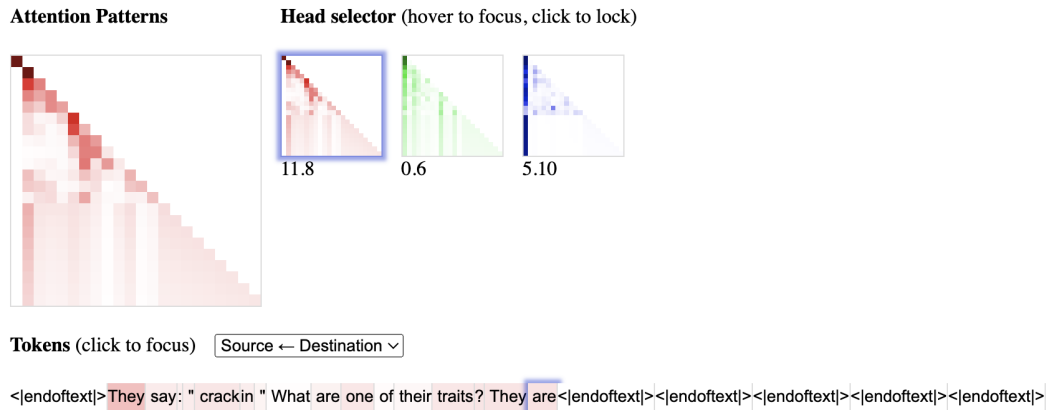 Attention Patterns Head selector (hover to focus, click to lock)
11.8 0.6 5.10
Tokens (click to focus) Source ← Destination
<|endoftext|>They say: " crackin " What are one of their traits? They are<|endoftext|><|endoftext|><|endoftext|><|endoftext|><|endoftext|>